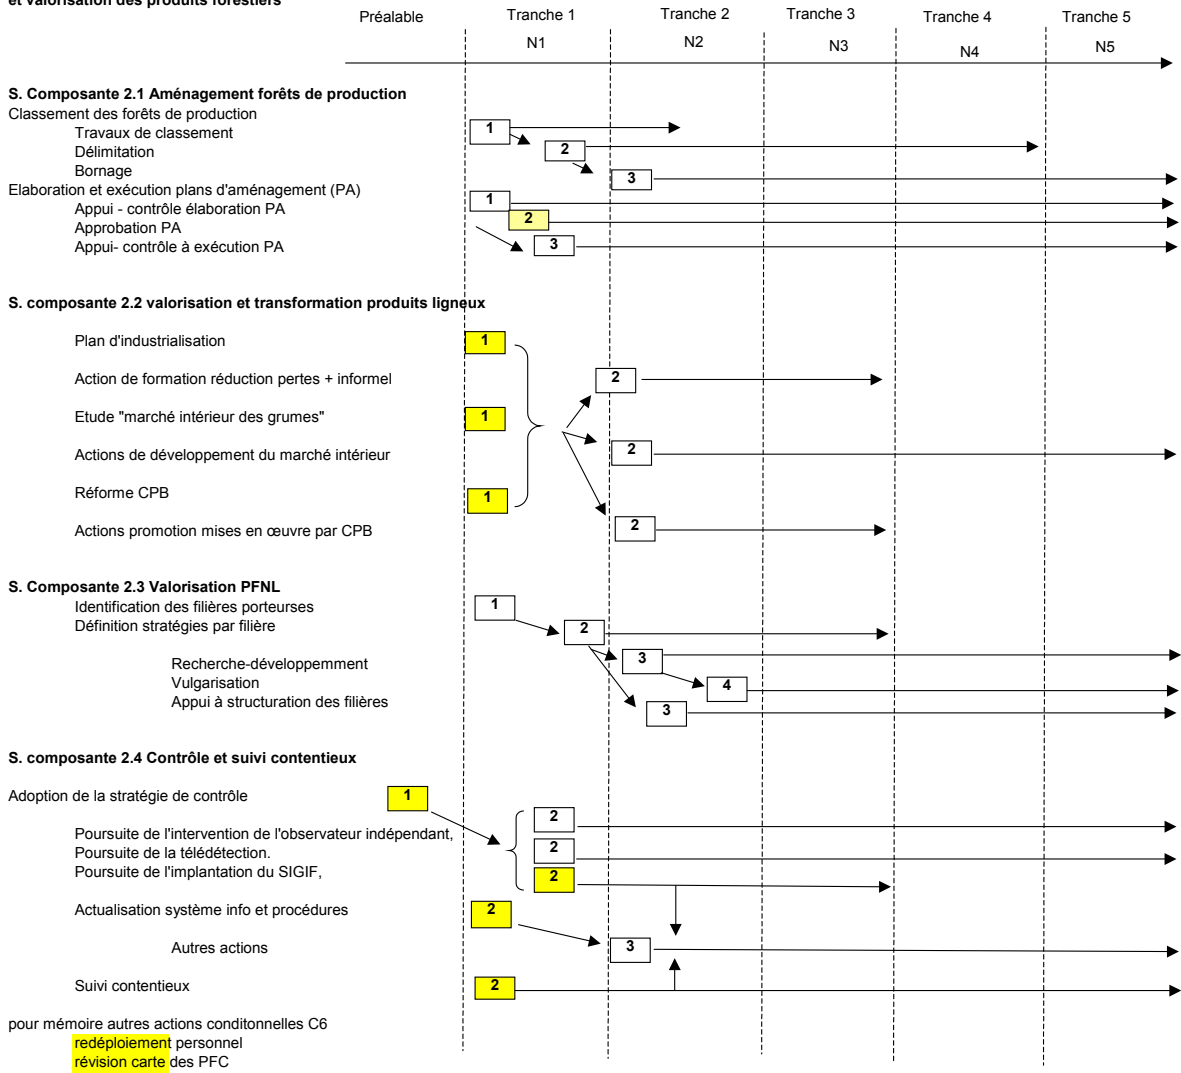 et valorisation des produits forestiers
Préalable Tranche 1 Tranche 2 Tranche 3 Tranche 4 Tranche 5
N1 N2 N3 N4 N5
S. Composante 2.1 Aménagement forêts de production
Classement des forêts de production
Travaux de classement 1
Délimitation 2
Bornage 3
Elaboration et exécution plans d'aménagement (PA)
Appui - contrôle élaboration PA 1
Approbation PA 2
Appui- contrôle à exécution PA 3
S. composante 2.2 valorisation et transformation produits ligneux
Plan d'industrialisation 1
Action de formation réduction pertes + informel 2
Etude "marché intérieur des grumes" 1
Actions de développement du marché intérieur 2
Réforme CPB 1
Actions promotion mises en œuvre par CPB 2
S. Composante 2.3 Valorisation PFNL
Identification des filières porteurses 1
Définition stratégies par filière 2
Recherche-développemment 3
Vulgarisation 4
Appui à structuration des filières 3
S. composante 2.4 Contrôle et suivi contentieux
Adoption de la stratégie de contrôle 1
Poursuite de l'intervention de l'observateur indépendant, 2
Poursuite de la télédétection. 2
Poursuite de l'implantation du SIGIF, 2
Actualisation système info et procédures 2
Autres actions 3
Suivi contentieux 2
pour mémoire autres actions conditonnelles C6
redéploiement personnel
révision carte des PFC